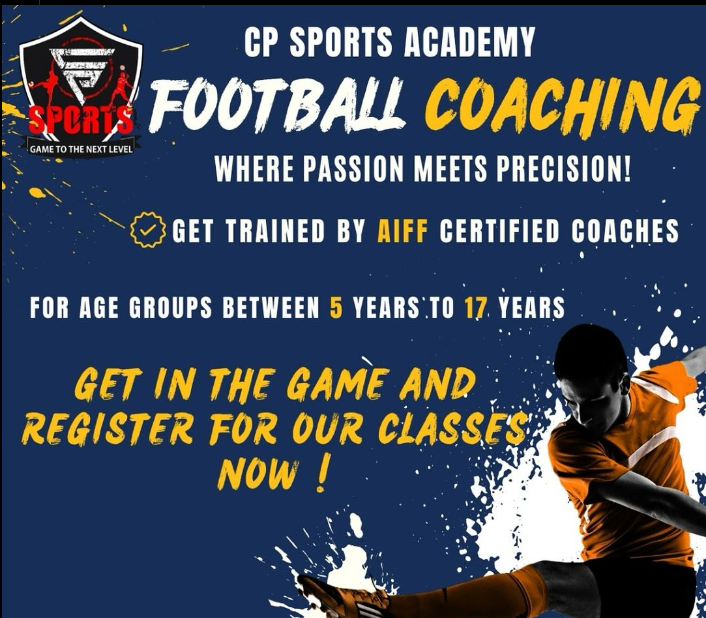 CP SPORTS ACADEMY
FOOTBALL COACHING
SPORTS
GAME TO THE NEXT LEVEL
WHERE PASSION MEETS PRECISION!
GET TRAINED BY AIFF CERTIFIED COACHES
FOR AGE GROUPS BETWEEN 5 YEARS TO 17 YEARS
GET IN THE GAME AND
REGISTER FOR OUR CLASSES
NOW !